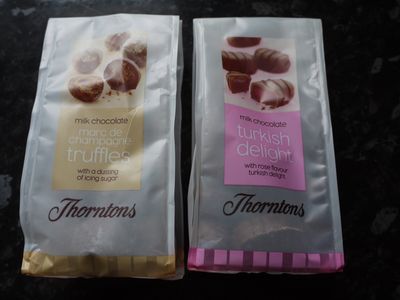 milk chocolate
marc de
champagne
truffles
with a dusting
of icing sugar
Thorntons
milk chocolate
turkish
delight
with rose flavour
turkish delight
Thorntons